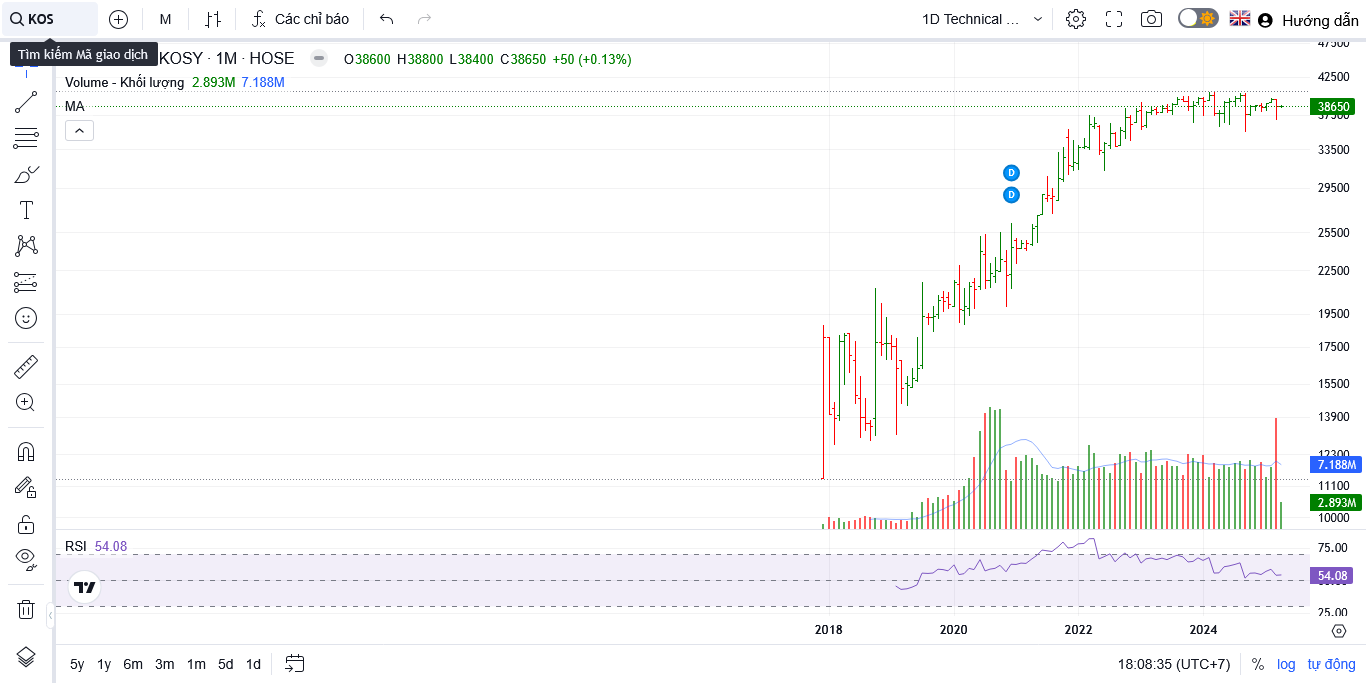 KOS
M
Các chỉ báo
1D Technical ...
Hướng dẫn
Tìm kiếm Mã giao dịch
KOSY · 1M · HOSE
O38600 H38800 L38400 C38650 +50 (+0.13%)
Volume - Khối lượng 2.893M 7.188M
MA
47500
42500
38650
37500
33500
29500
25500
22500
19500
17500
15500
13900
12300
7.188M
11100
2.893M
10000
D
D
RSI 54.08
75.00
54.08
25.00
2018 2020 2022 2024
5y 1y 6m 3m 1m 5d 1d
18:08:35 (UTC+7) % log tự động